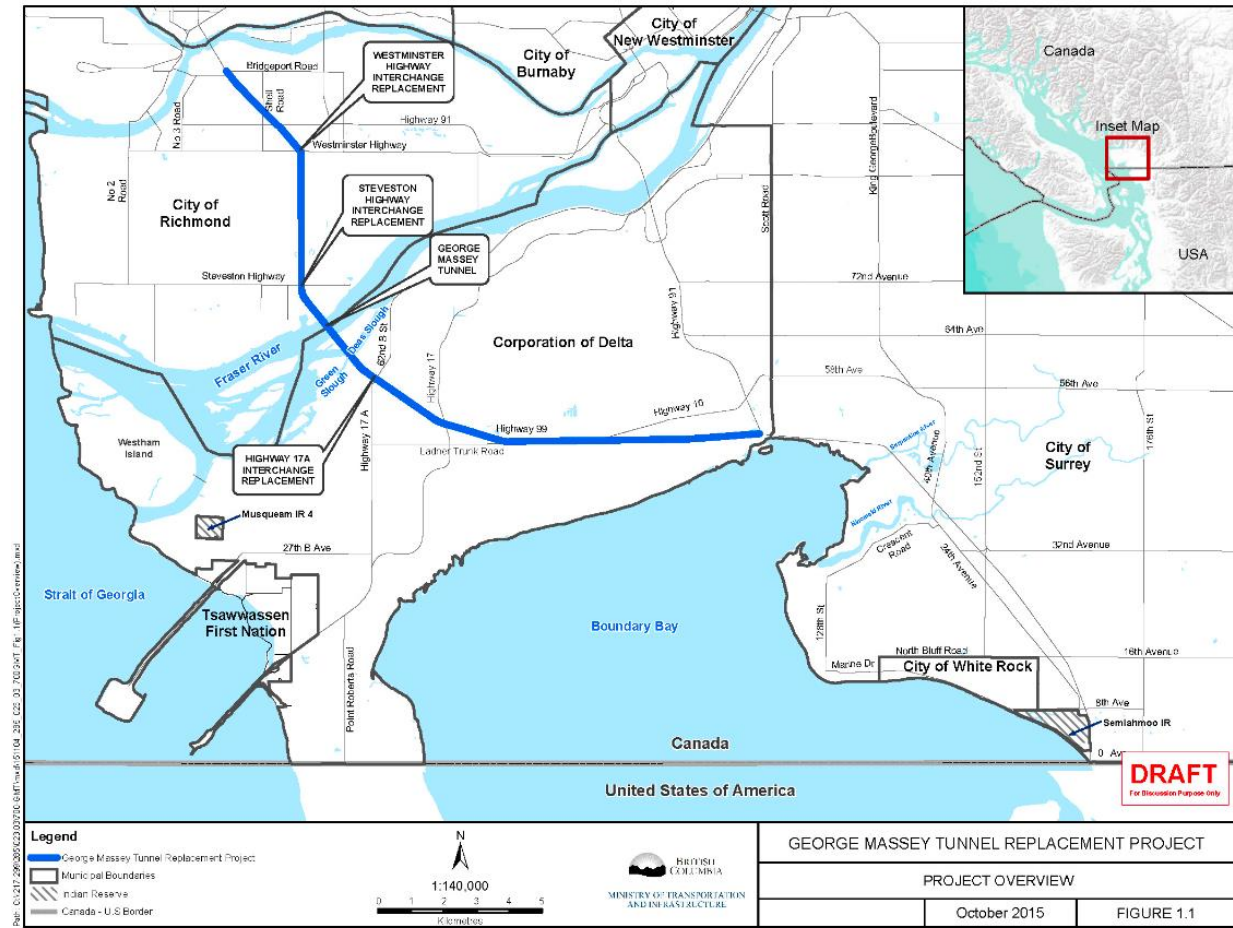 City of
New Westminster
City of
Burnaby
WESTMINSTER
HIGHWAY
INTERCHANGE
REPLACEMENT
Bridgeport Road
Shell
Road
No 3 Road
Highway 91
Westminster Highway
No 2
Road
City of
Richmond
STEVESTON
HIGHWAY
INTERCHANGE
REPLACEMENT
GEORGE
MASSEY
TUNNEL
Steveston Highway
Fraser River
Deas Slough
Green
Slough
62nd B St
Highway 17
Corporation of Delta
Highway 91
Scott Road
King George Boulevard
72nd Avenue
64th Ave
58th Ave
56th Ave
Highway 10
Highway 99
Ladner Trunk Road
Highway 17 A
HIGHWAY 17A
INTERCHANGE
REPLACEMENT
Westham
Island
Musqueam IR 4
27th B Ave
Strait of Georgia
Tsawwassen
First Nation
Point Roberts Road
Boundary Bay
Serpentine River
Nicomekl River
40th Avenue
152nd St
176th St
City of
Surrey
Crescent
Road
24th Avenue
32nd Avenue
128th St
North Bluff Road
16th Avenue
Marine Dr
City of White Rock
8th Ave
Semiahmoo IR
0 Av
Canada
United States of America
DRAFT
For Discussion Purpose Only
Canada
Inset Map
USA
Legend
George Massey Tunnel Replacement Project
Municipal Boundaries
Indian Reserve
Canada - U.S Border
N
1:140,000
0 1 2 3 4 5
Kilometres
BRITISH
COLUMBIA
MINISTRY OF TRANSPORTATION
AND INFRASTRUCTURE
GEORGE MASSEY TUNNEL REPLACEMENT PROJECT
PROJECT OVERVIEW
October 2015
FIGURE 1.1